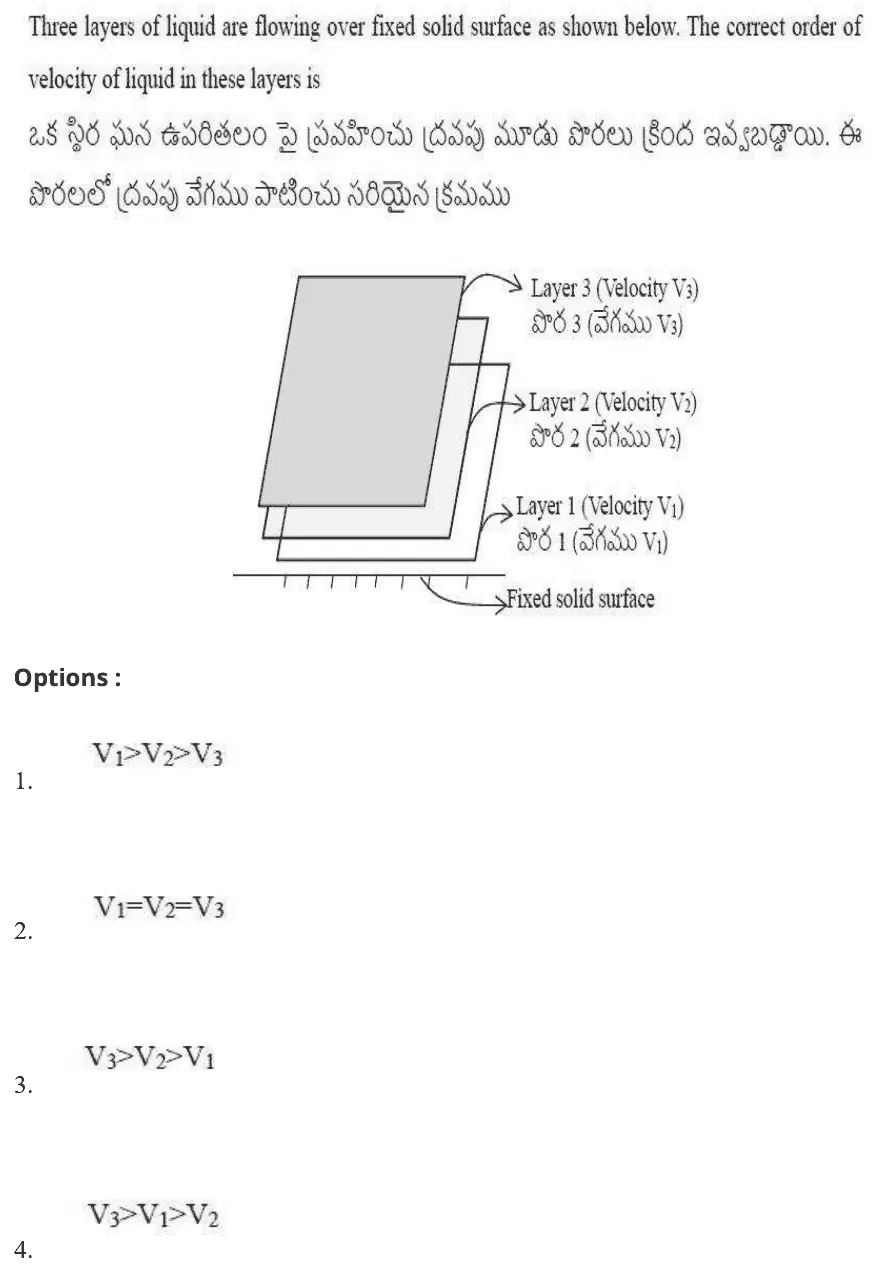 Three layers of liquid are flowing over fixed solid surface as shown below. The correct order of
velocity of liquid in these layers is
ఒక స్థిర ఘన ఉపరితలం పై ప్రవహించు ద్రవపు మూడు పొరలు క్రింద ఇవ్వబడ్డాయి. ఈ
పొరలలో ద్రవపు వేగము పాటించు సరియైన క్రమము
Layer 3 (Velocity V3)
పొర 3 (వేగము V3)
Layer 2 (Velocity V2)
పొర 2 (వేగము V2)
Layer 1 (Velocity V1)
పొర 1 (వేగము V1)
Fixed solid surface
Options :
V1>V2>V3
1.
V1=V2=V3
2.
V3>V2>V1
3.
V3>V1>V2
4.